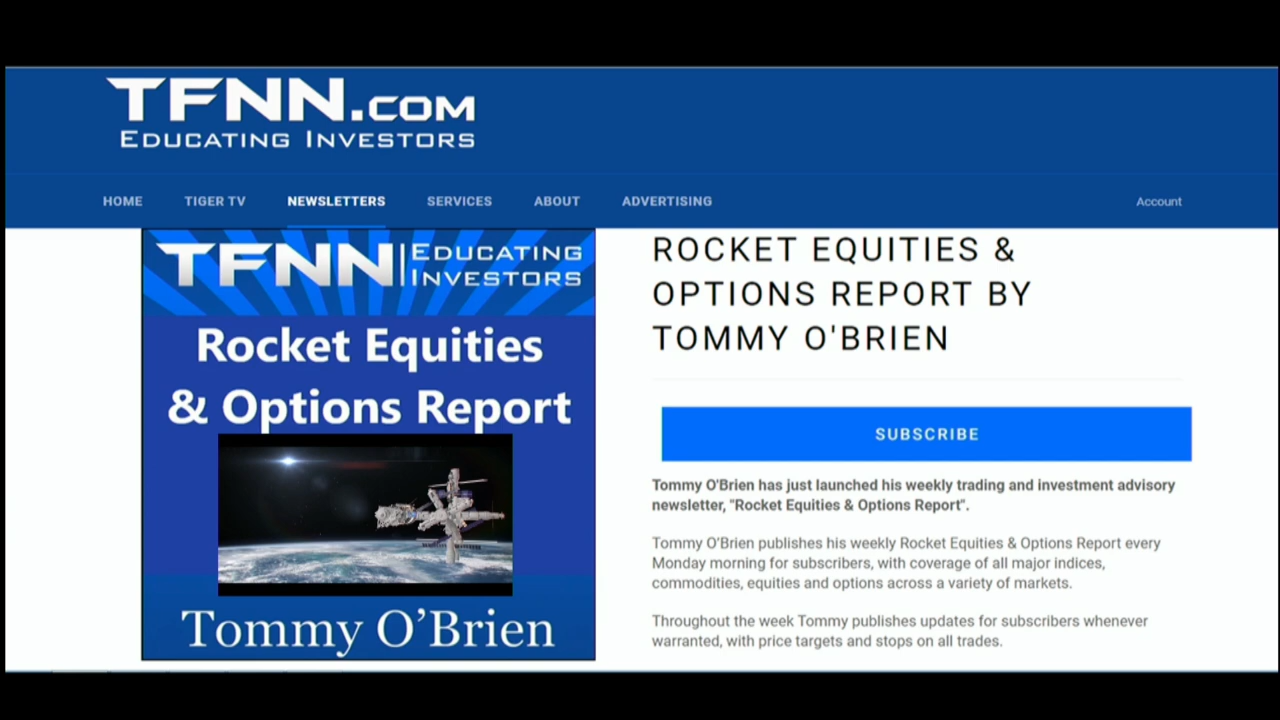 TFNN.COM
EDUCATING INVESTORS
HOME TIGER TV NEWSLETTERS SERVICES ABOUT ADVERTISING Account
TFNN | EDUCATING INVESTORS
Rocket Equities
& Options Report
Tommy O’Brien
ROCKET EQUITIES &
OPTIONS REPORT BY
TOMMY O'BRIEN
SUBSCRIBE
Tommy O'Brien has just launched his weekly trading and investment advisory
newsletter, "Rocket Equities & Options Report".
Tommy O'Brien publishes his weekly Rocket Equities & Options Report every
Monday morning for subscribers, with coverage of all major indices,
commodities, equities and options across a variety of markets.
Throughout the week Tommy publishes updates for subscribers whenever
warranted, with price targets and stops on all trades.